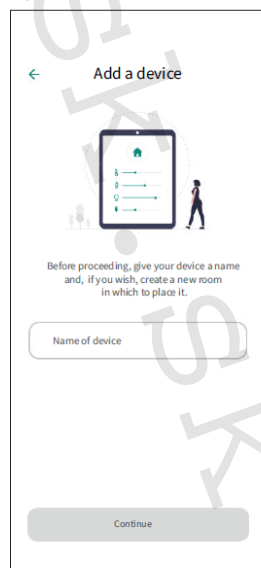 Add a device
Before proceeding, give your device a name
and, if you wish, create a new room
in which to place it.
Name of device
Continue